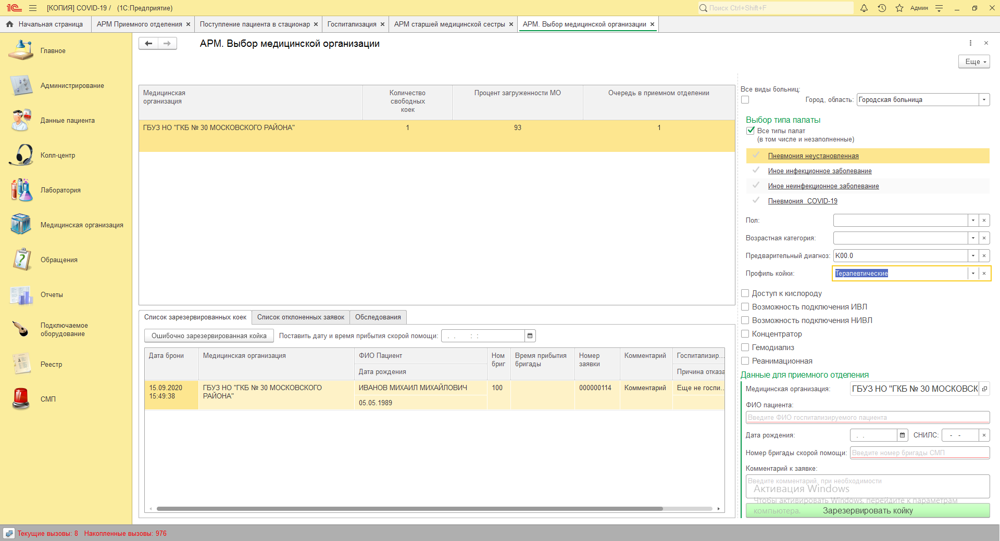 [КОПИЯ] COVID-19 / (1С:Предприятие)
Поиск Ctrl+Shift+F
Админ
Начальная страница
АРМ Приемного отделения
Поступление пациента в стационар
Госпитализация
АРМ старшей медицинской сестры
АРМ. Выбор медицинской организации
Главное
Администрирование
Данные пациента
Колл-центр
Лаборатория
Медицинская организация
Обращения
Отчеты
Подключаемое
оборудование
Реестр
СМП
АРМ. Выбор медицинской организации
Еще
Медицинская
организация
Количество
свободных
коек
Процент загруженности МО
Очередь в приемном отделении
ГБУЗ НО "ГКБ № 30 МОСКОВСКОГО РАЙОНА" 1 93 1
Список зарезервированных коек
Список отклоненных заявок
Обследования
Ошибочно зарезервированная койка
Поставить дату и время прибытия скорой помощи: . . : :
Дата брони
Медицинская организация
ФИО Пациент
Дата рождения
Ном
бриг
Время прибытия
бригады
Номер
заявки
Комментарий
Госпитализир...
Причина отказа
15.09.2020
15:49:38
ГБУЗ НО "ГКБ № 30 МОСКОВСКОГО
РАЙОНА"
ИВАНОВ МИХАИЛ МИХАЙЛОВИЧ
05.05.1989
100
000000114
Комментарий
Еще не госпи...
Все виды больниц:
Город, область: Городская больница
Выбор типа палаты
Все типы палат
(в том числе и незаполненные)
Пневмония неустановленная
Иное инфекционное заболевание
Иное неинфекционное заболевание
Пневмония COVID-19
Пол:
Возрастная категория:
Предварительный диагноз: K00.0
Профиль койки: Терапевтические
Доступ к кислороду
Возможность подключения ИВЛ
Возможность подключения НИВЛ
Концентратор
Гемодиализ
Реанимационная
Данные для приемного отделения
Медицинская организация: ГБУЗ НО "ГКБ № 30 МОСКОВСК
ФИО пациента:
Введите ФИО госпитализируемого пациента
Дата рождения: . . СНИЛС: - -
Номер бригады скорой помощи: Введите номер бригады СМП
Комментарий к заявке:
Введите комментарий, при необходимости
Активация Windows
Чтобы активировать Windows, перейдите к параметрам
компьютера.
Зарезервировать койку
Текущие вызовы: 8 Накопленные вызовы: 976